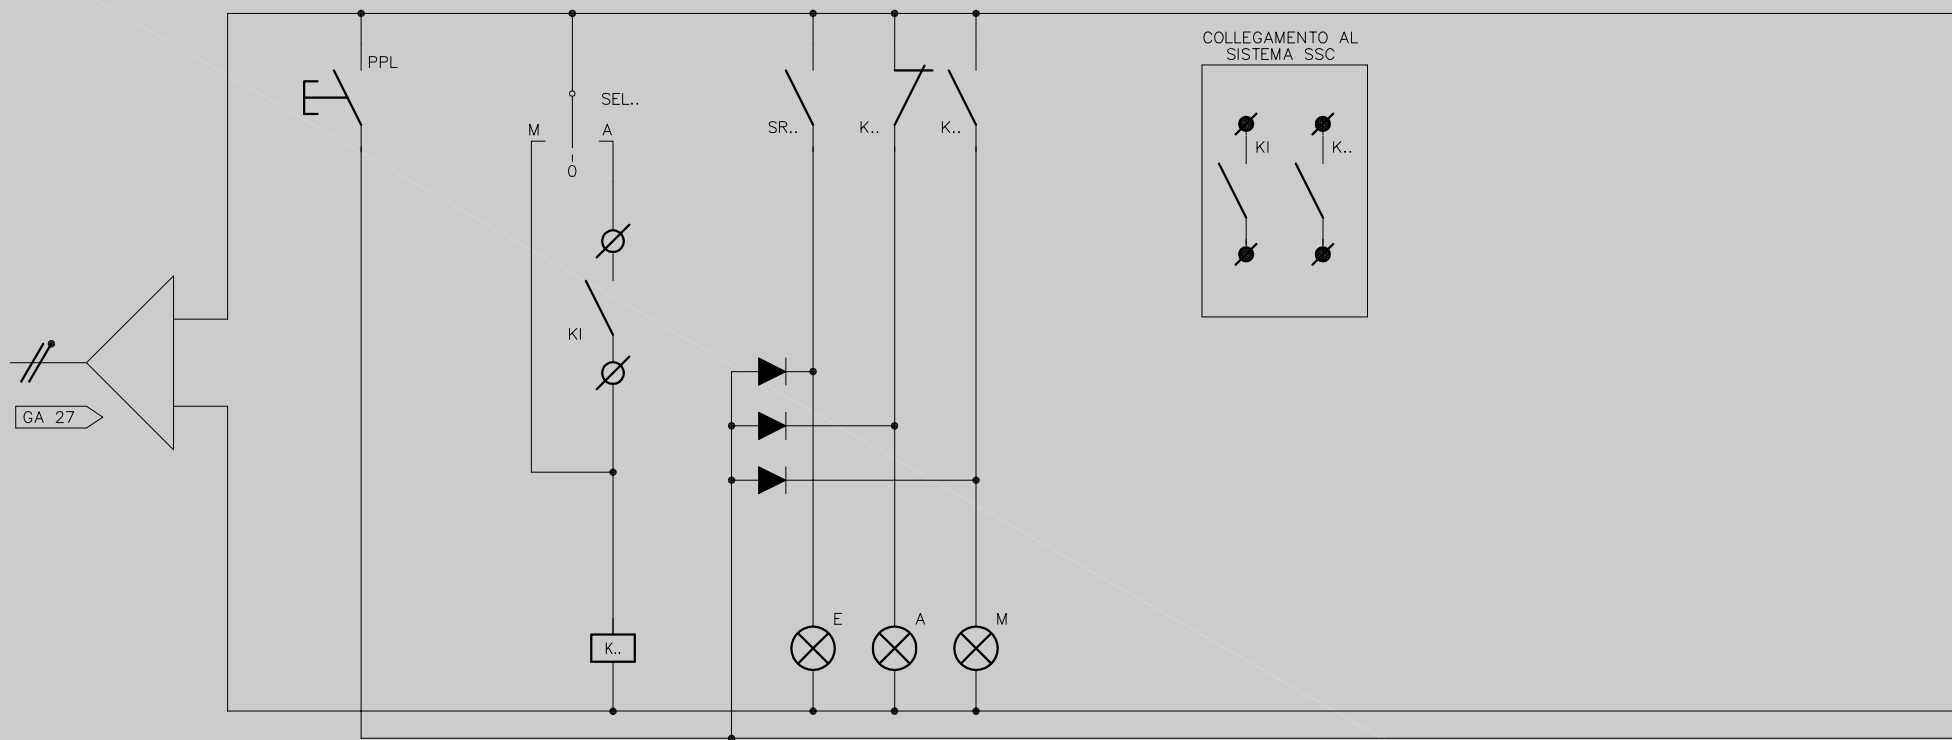 PPL
SEL..
M
A
0
SR..
K..
K..
COLLEGAMENTO AL
SISTEMA SSC
KI
K..
KI
GA 27
E
A
M
K..